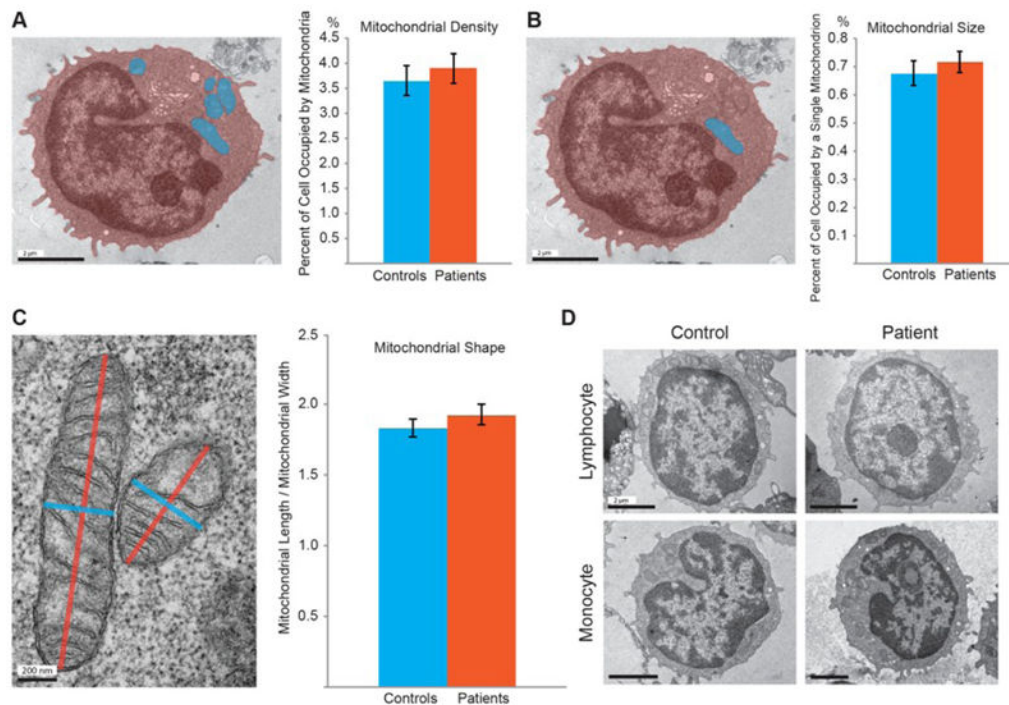 A
%
Mitochondrial Density
Percent of Cell Occupied by Mitochondria
4.5
4.0
3.5
4.0
2.5
2.0
1.5
1.0
0.5
Controls
Patients
2 µm
B
%
Mitochondrial Size
Percent of Cell Occupied by a Single Mitochondrion
0.8
0.7
0.6
0.5
0.4
0.3
0.2
0.1
Controls
Patients
2 µm
C
200 nm
Mitochondrial Shape
Mitochondrial Length / Mitochondrial Width
2.5
2.0
1.5
1.0
0.5
Controls
Patients
D
Control
Patient
Lymphocyte
2 µm
Monocyte